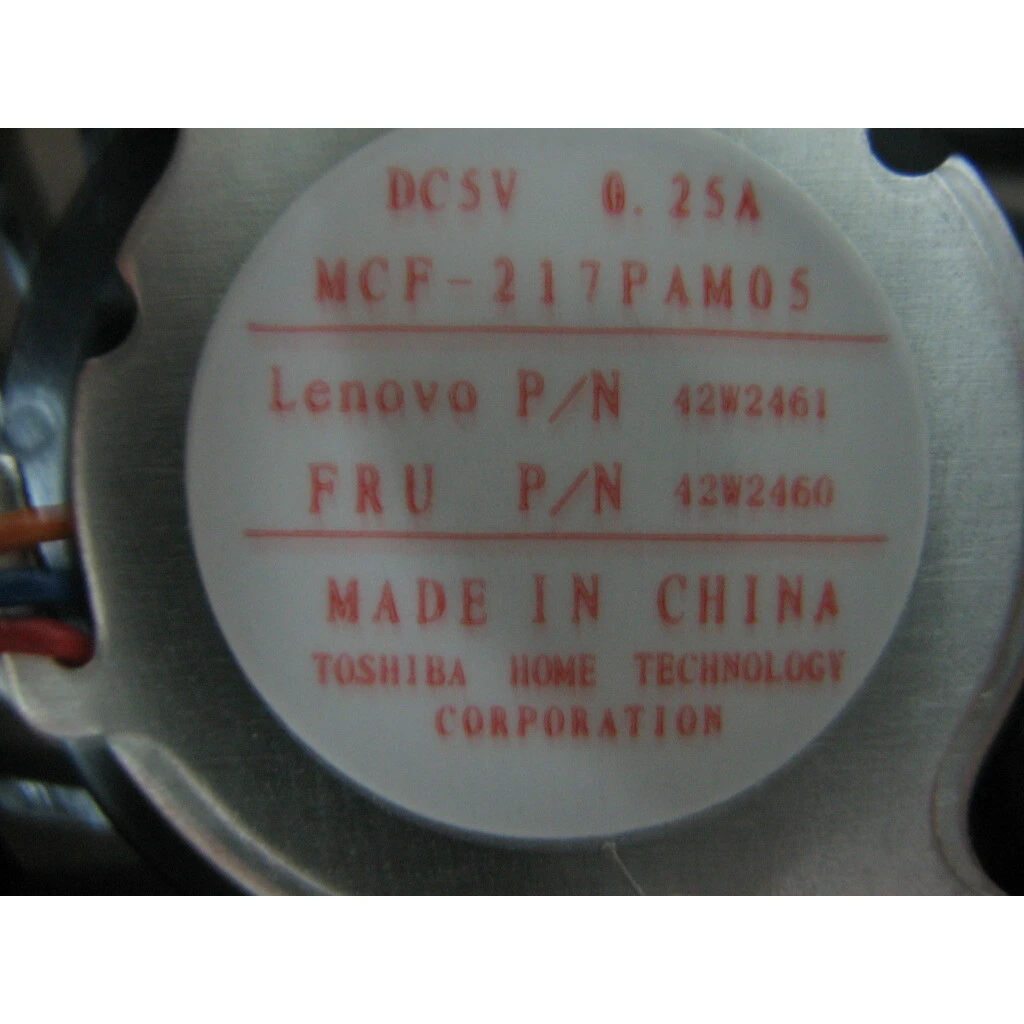 DC5V 0.25A
MCF-217PAM05
Lenovo P/N 42W2461
FRU P/N 42W2460
MADE IN CHINA
TOSHIBA HOME TECHNOLOGY
CORPORATION